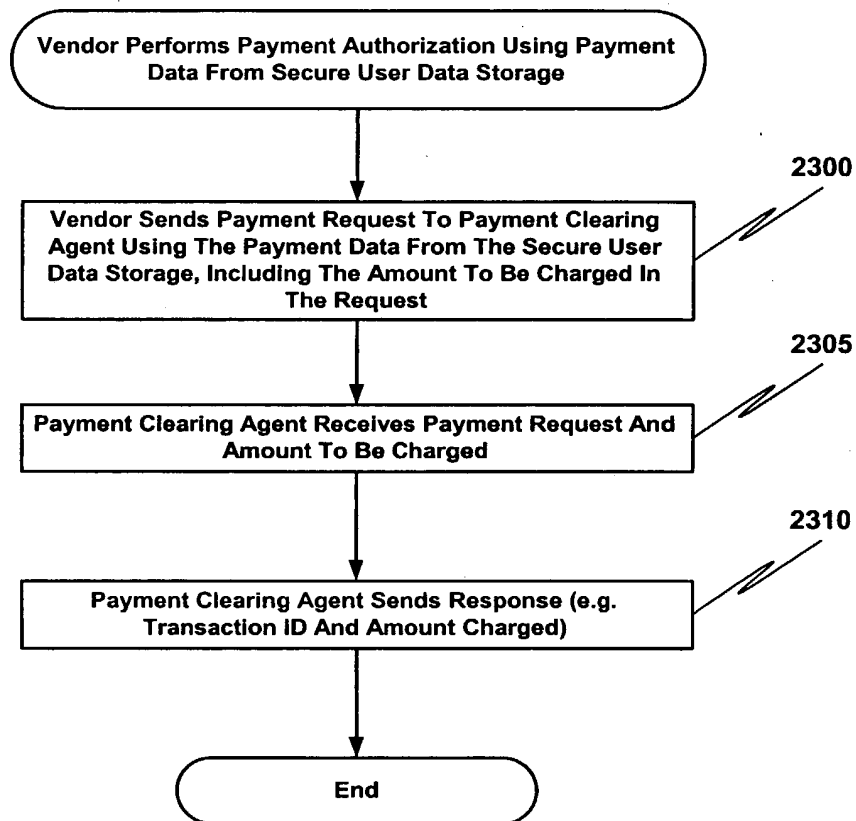 Vendor Performs Payment Authorization Using Payment
Data From Secure User Data Storage
2300
Vendor Sends Payment Request To Payment Clearing
Agent Using The Payment Data From The Secure User
Data Storage, Including The Amount To Be Charged In
The Request
2305
Payment Clearing Agent Receives Payment Request And
Amount To Be Charged
2310
Payment Clearing Agent Sends Response (e.g.
Transaction ID And Amount Charged)
End